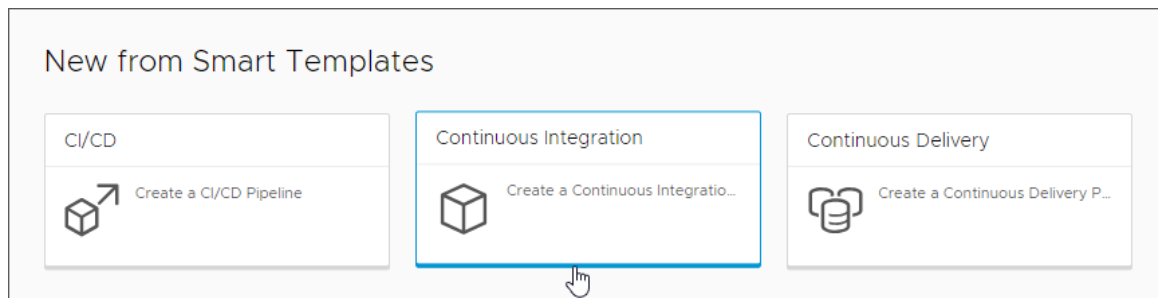 New from Smart Templates
CI/CD
Create a CI/CD Pipeline
Continuous Integration
Create a Continuous Integratio...
Continuous Delivery
Create a Continuous Delivery P...